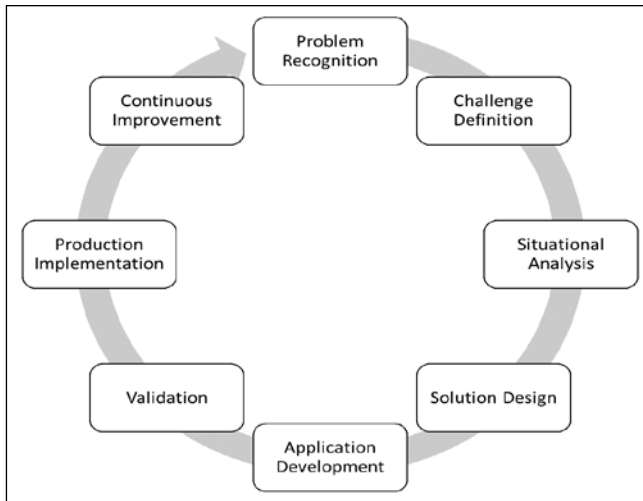 Problem
Recognition
Challenge
Definition
Situational
Analysis
Solution Design
Application
Development
Validation
Production
Implementation
Continuous
Improvement